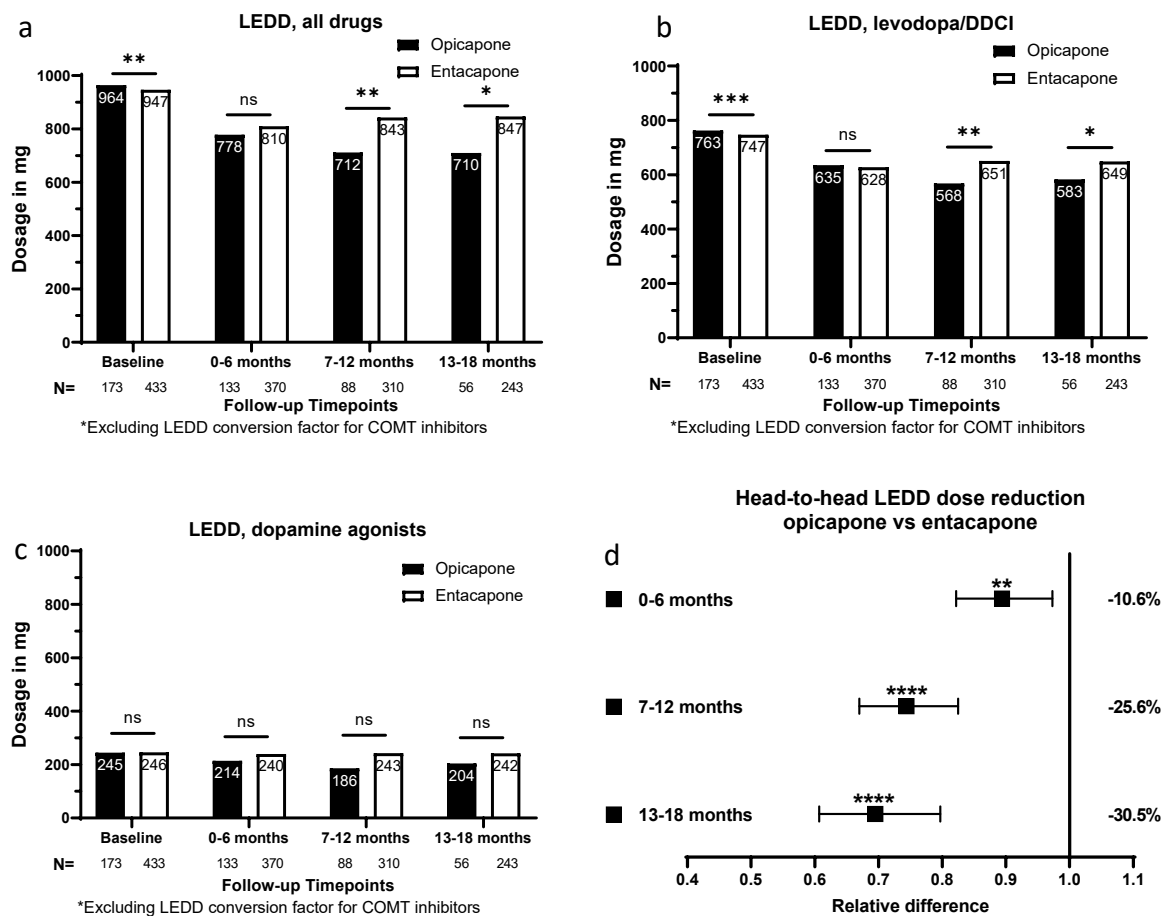 a
LEDD, all drugs
Opicapone
Entacapone
Dosage in mg
1000
800
600
400
200
0
**
ns
**
*
964
947
778
810
712
843
710
847
Baseline
0-6 months
7-12 months
13-18 months
N=
173
433
133
370
88
310
56
243
Follow-up Timepoints
*Excluding LEDD conversion factor for COMT inhibitors
b
LEDD, levodopa/DDCI
Opicapone
Entacapone
Dosage in mg
1000
800
600
400
200
0
***
ns
**
*
763
747
635
628
568
651
583
649
Baseline
0-6 months
7-12 months
13-18 months
N=
173
433
133
370
88
310
56
243
Follow-up Timepoints
*Excluding LEDD conversion factor for COMT inhibitors
c
LEDD, dopamine agonists
Opicapone
Entacapone
Dosage in mg
1000
800
600
400
200
0
ns
ns
ns
ns
245
246
214
240
186
243
204
242
Baseline
0-6 months
7-12 months
13-18 months
N=
173
433
133
370
88
310
56
243
Follow-up Timepoints
*Excluding LEDD conversion factor for COMT inhibitors
Head-to-head LEDD dose reduction
opicapone vs entacapone
d
0-6 months
**
-10.6%
7-12 months
****
-25.6%
13-18 months
****
-30.5%
0.4
0.5
0.6
0.7
0.8
0.9
1.0
1.1
Relative difference